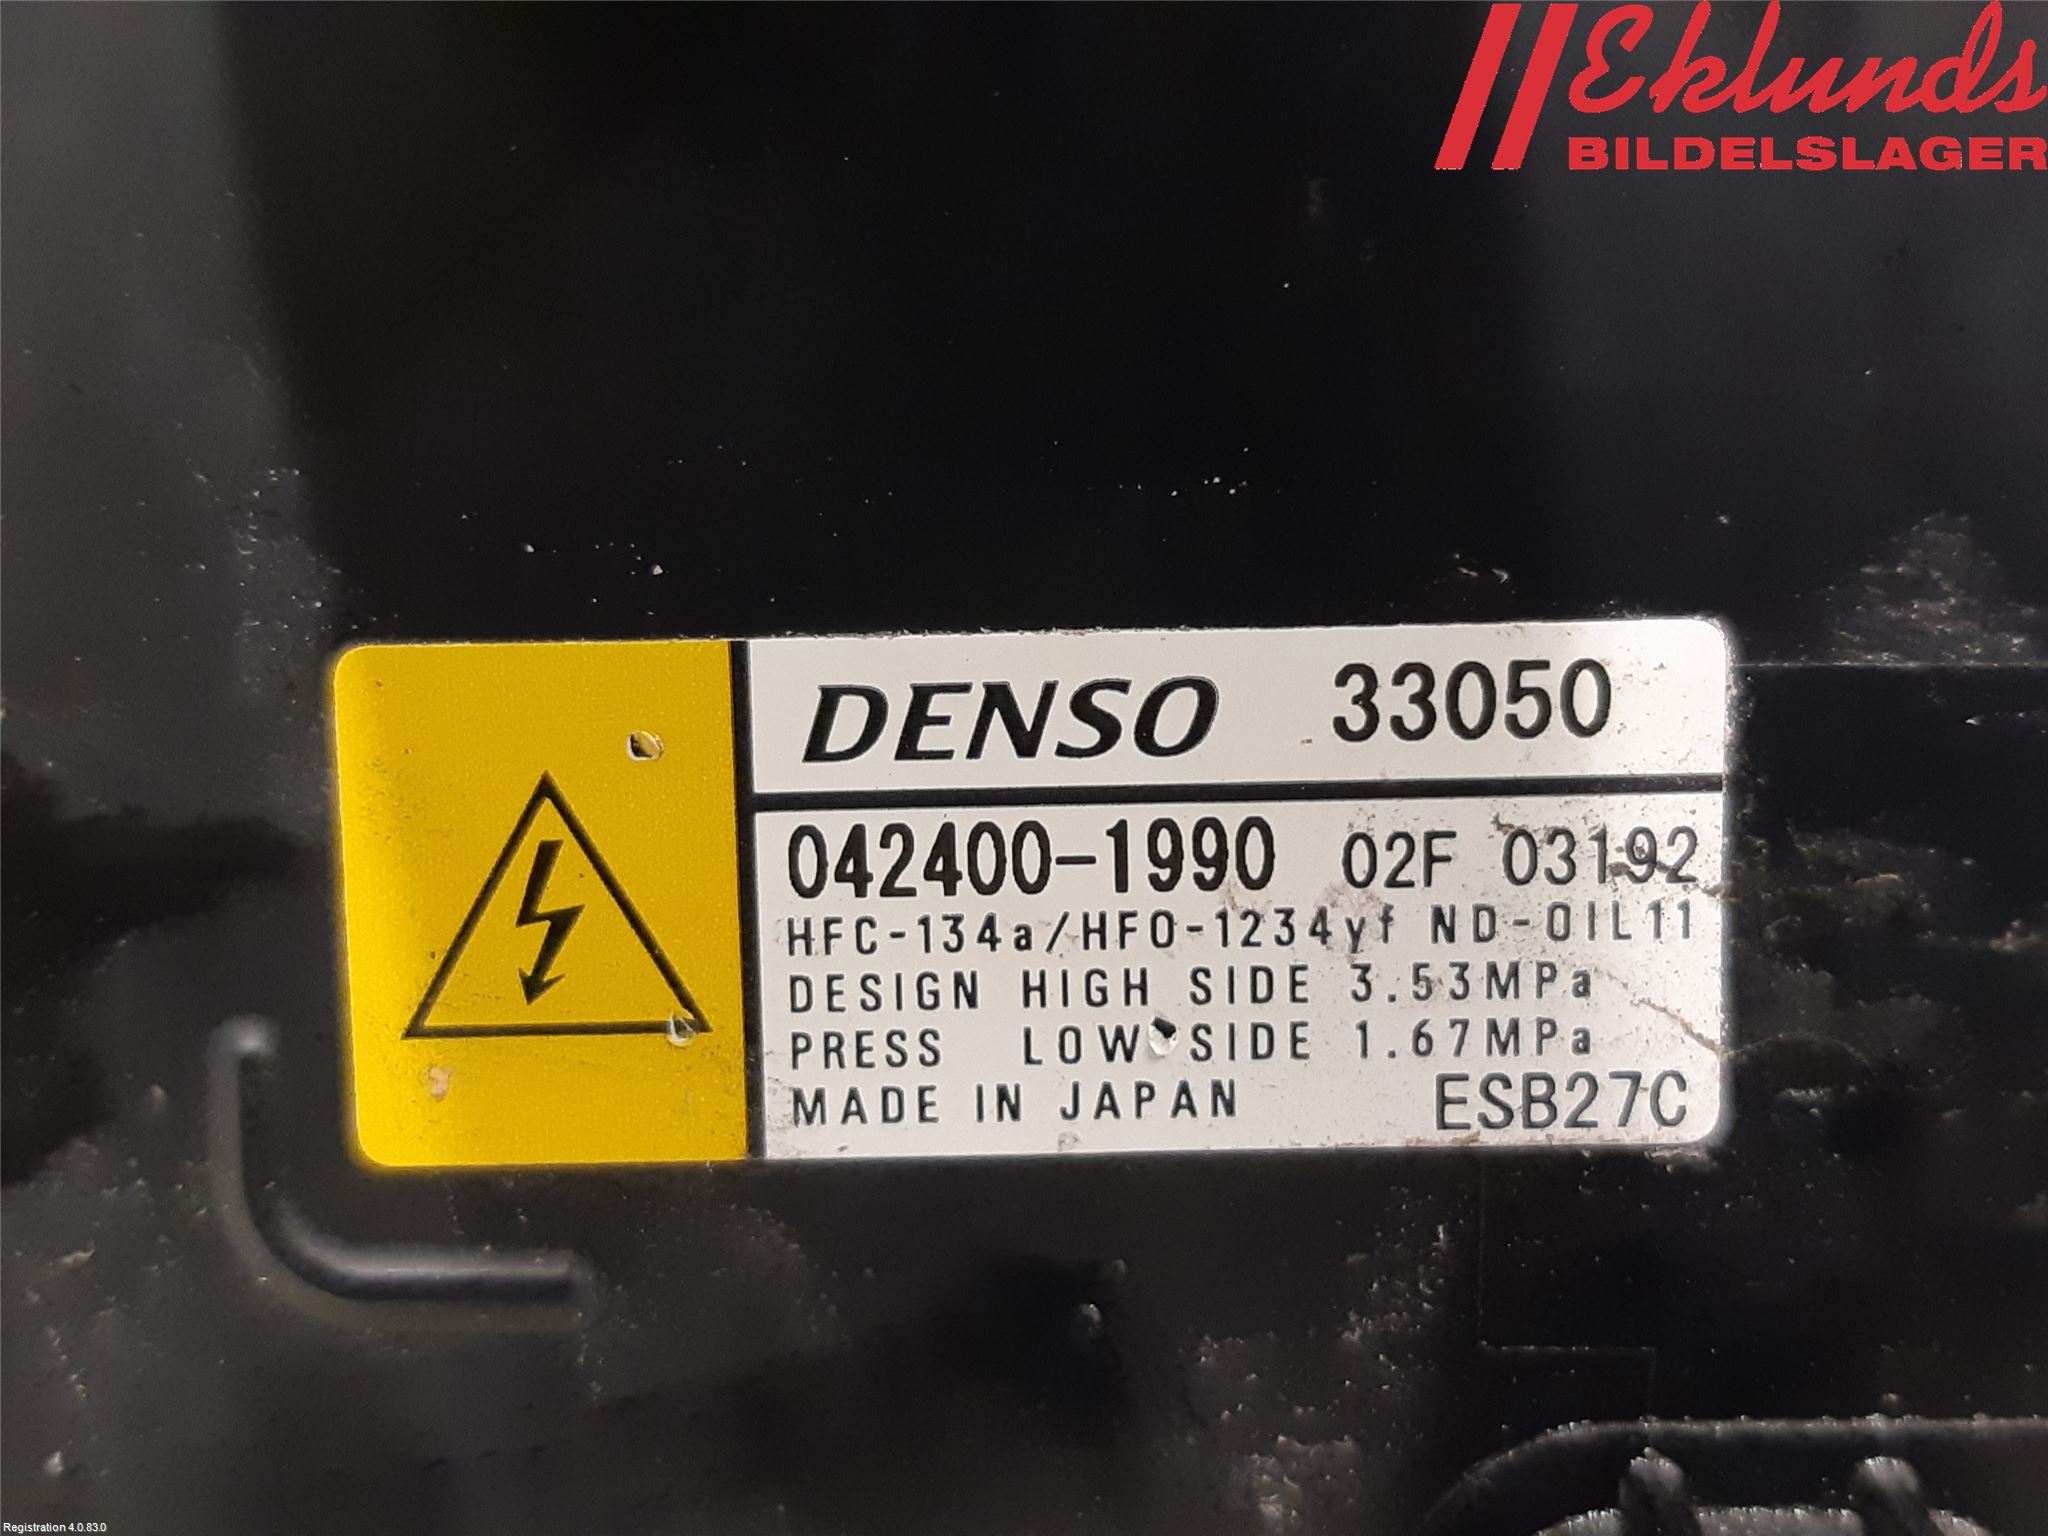 Eklunds
BILDELSLAGER
DENSO 33050
042400-1990 02F 03192
HFC-134a/HFO-1234yf ND-OIL11
DESIGN HIGH SIDE 3.53MPa
PRESS LOW SIDE 1.67MPa
MADE IN JAPAN ESB27C
Registration 4.0.83.0